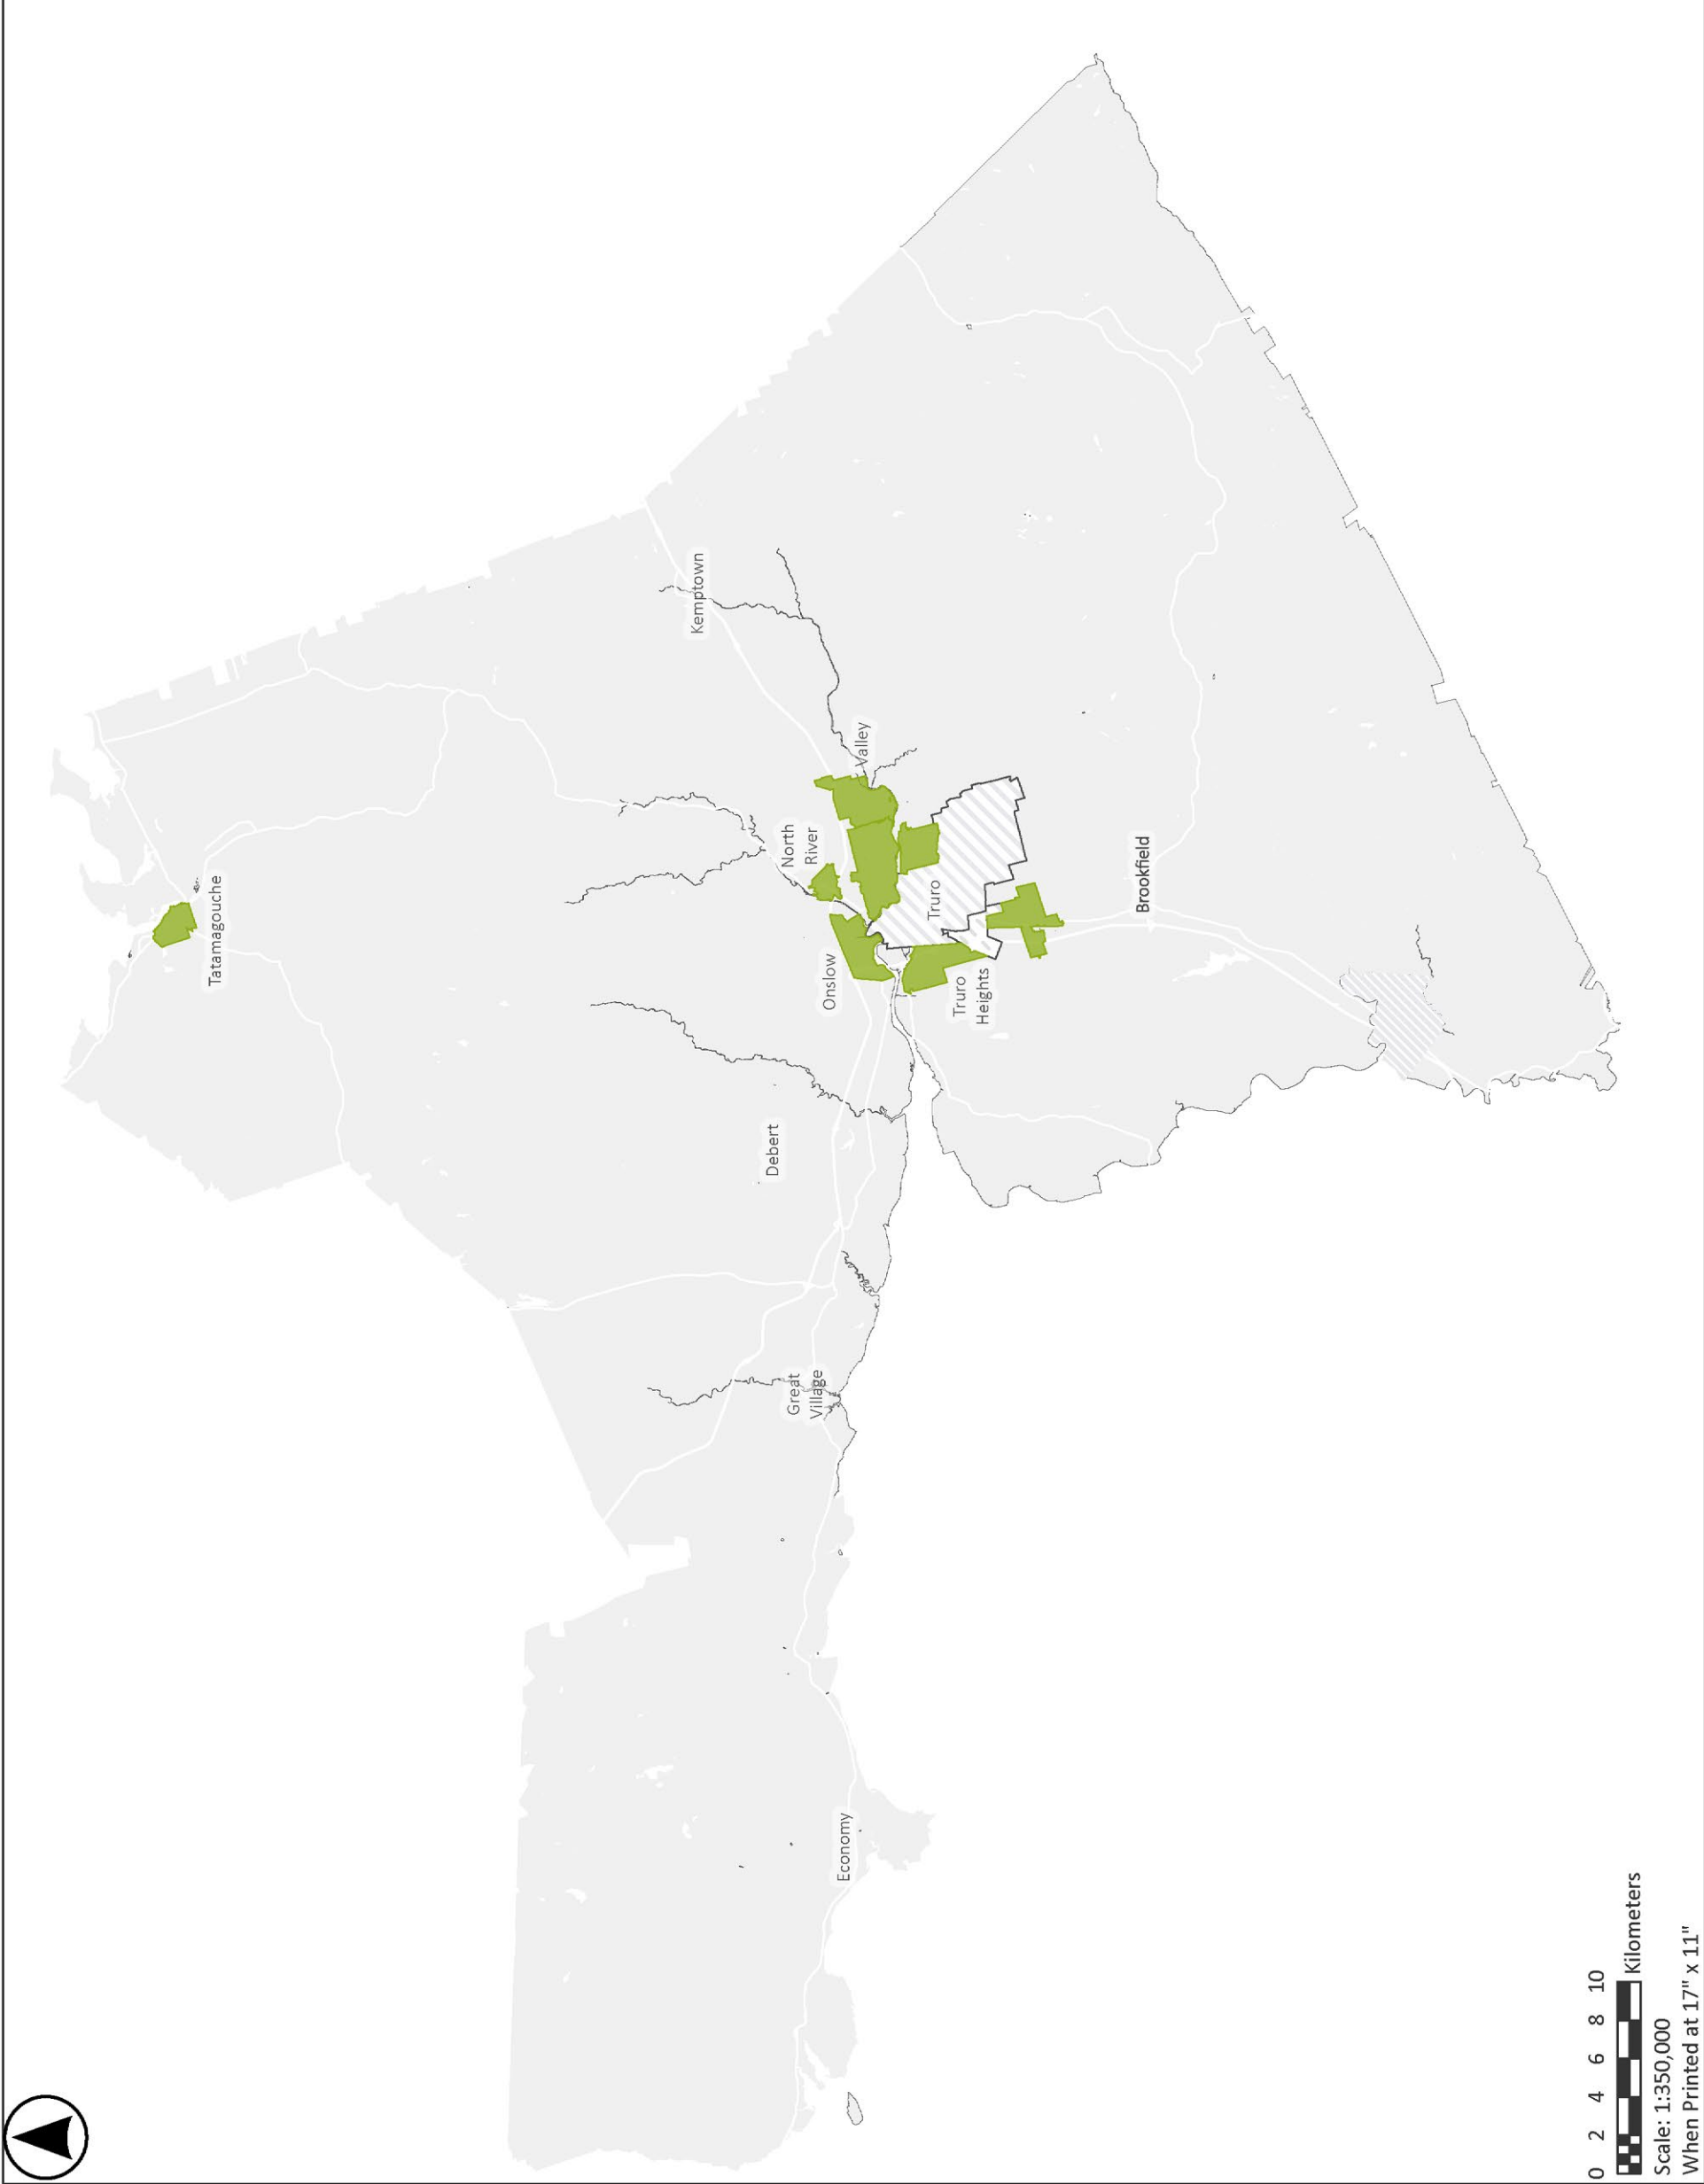 Tatamagouche
Kemptown
Debert
North
River
Great
Village
Onslow
Economy
Valley
Truro
Truro
Heights
Brookfield
0 2 4 6 8 10
Kilometers
Scale: 1:350,000
When Printed at 17" x 11"